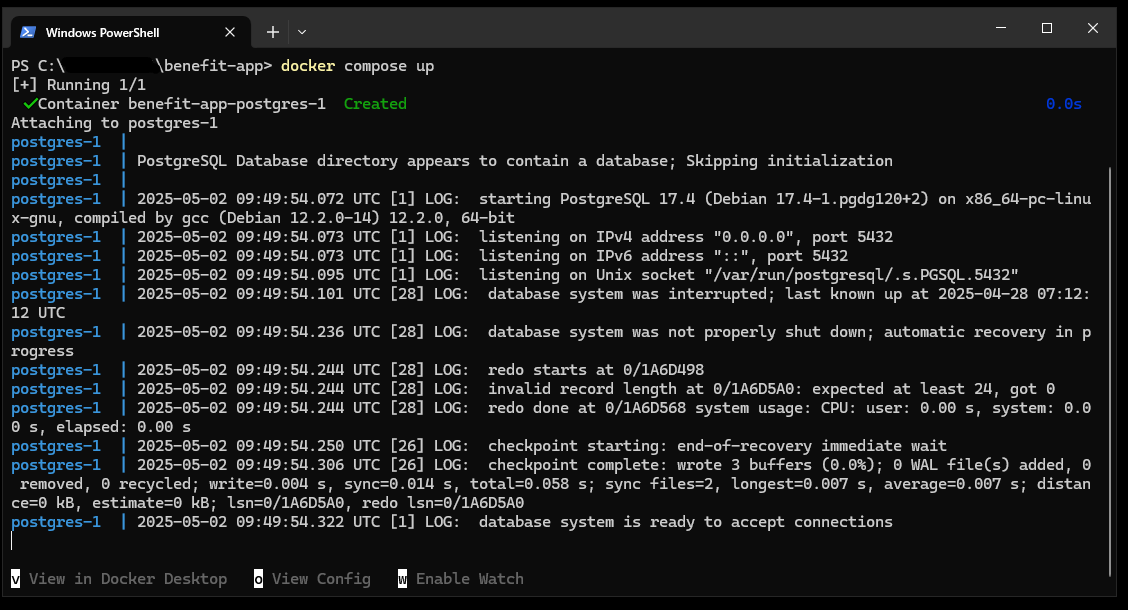 Windows PowerShell
PS C:\ \benefit-app> docker compose up
[+] Running 1/1
✓Container benefit-app-postgres-1 Created 0.0s
Attaching to postgres-1
postgres-1 |
postgres-1 | PostgreSQL Database directory appears to contain a database; Skipping initialization
postgres-1 |
postgres-1 | 2025-05-02 09:49:54.072 UTC [1] LOG:  starting PostgreSQL 17.4 (Debian 17.4-1.pgdg120+2) on x86_64-pc-linu
x-gnu, compiled by gcc (Debian 12.2.0-14) 12.2.0, 64-bit
postgres-1 | 2025-05-02 09:49:54.073 UTC [1] LOG:  listening on IPv4 address "0.0.0.0", port 5432
postgres-1 | 2025-05-02 09:49:54.073 UTC [1] LOG:  listening on IPv6 address "::", port 5432
postgres-1 | 2025-05-02 09:49:54.095 UTC [1] LOG:  listening on Unix socket "/var/run/postgresql/.s.PGSQL.5432"
postgres-1 | 2025-05-02 09:49:54.101 UTC [28] LOG:  database system was interrupted; last known up at 2025-04-28 07:12:
12 UTC
postgres-1 | 2025-05-02 09:49:54.236 UTC [28] LOG:  database system was not properly shut down; automatic recovery in p
rogress
postgres-1 | 2025-05-02 09:49:54.244 UTC [28] LOG:  redo starts at 0/1A6D498
postgres-1 | 2025-05-02 09:49:54.244 UTC [28] LOG:  invalid record length at 0/1A6D5A0: expected at least 24, got 0
postgres-1 | 2025-05-02 09:49:54.244 UTC [28] LOG:  redo done at 0/1A6D568 system usage: CPU: user: 0.00 s, system: 0.0
0 s, elapsed: 0.00 s
postgres-1 | 2025-05-02 09:49:54.250 UTC [26] LOG:  checkpoint starting: end-of-recovery immediate wait
postgres-1 | 2025-05-02 09:49:54.306 UTC [26] LOG:  checkpoint complete: wrote 3 buffers (0.0%); 0 WAL file(s) added, 0
removed, 0 recycled; write=0.004 s, sync=0.014 s, total=0.058 s; sync files=2, longest=0.007 s, average=0.007 s; distan
ce=0 kB, estimate=0 kB; lsn=0/1A6D5A0, redo lsn=0/1A6D5A0
postgres-1 | 2025-05-02 09:49:54.322 UTC [1] LOG:  database system is ready to accept connections
v View in Docker Desktop o View Config w Enable Watch